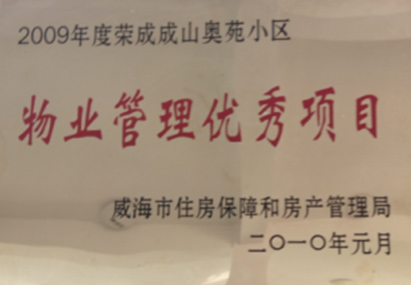 2009年度荣成成山奥苑小区
物业管理优秀项目
威海市住房保障和房产管理局
二〇一〇年元月